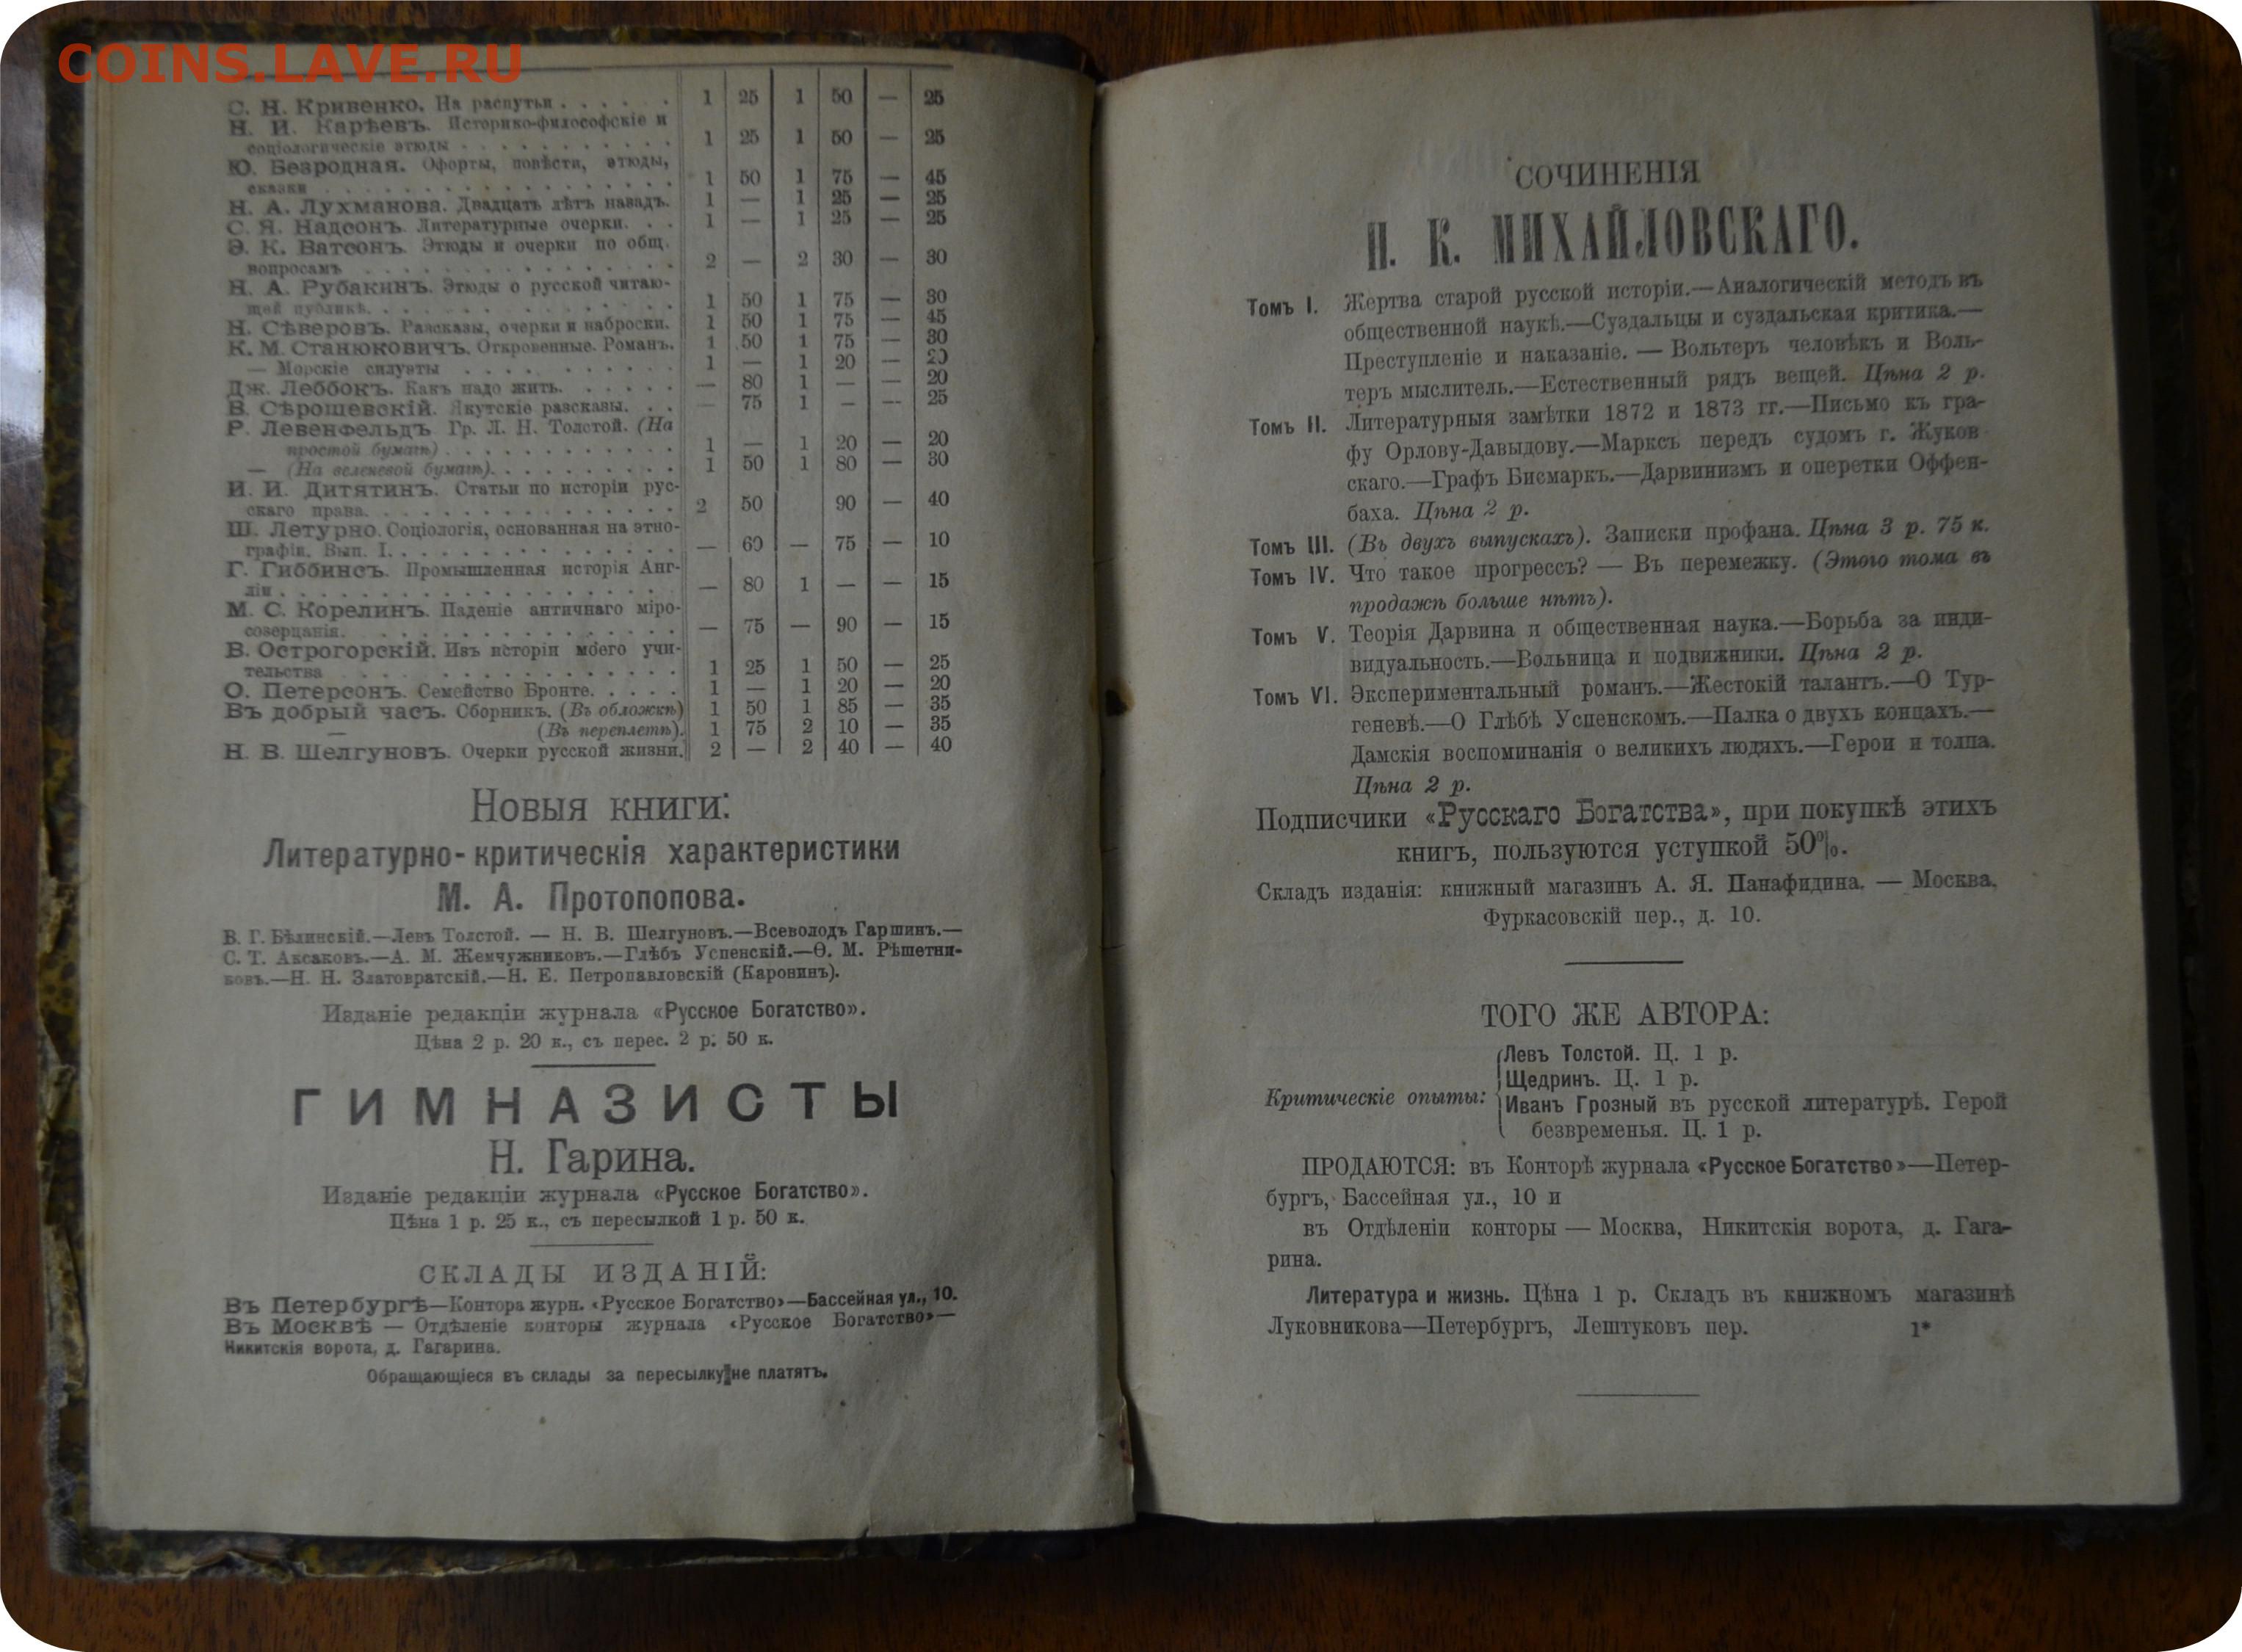 COINS.LAVE.RU
С. Н. Кривенко. На распутьи . . . . . . 1 25 1 50 — 25
Н. И. Карѣевъ. Историко-философскіе и
соціологическіе этюды . . . . . . . . . . 1 25 1 50 — 25
Ю. Безродная. Офорты, повѣсти, этюды,
сказки . . . . . . . . . . . . . . . . 1 50 1 75 — 45
Н. А. Лухманова. Двадцать лѣтъ назадъ. 1 — 1 25 — 25
С. Я. Надсонъ. Литературные очерки. . . 1 — 1 25 — 25
Э. К. Ватсонъ. Этюды и очерки по общ.
вопросамъ . . . . . . . . . . . . . . 2 — 2 30 — 30
Н. А. Рубакинъ. Этюды о русской читаю-
щей публикѣ. . . . . . . . . . . . . 1 50 1 75 — 30
Н. Сѣверовъ. Разсказы, очерки и наброски. 1 50 1 75 — 45
К. М. Станюковичъ. Откровенные. Романъ. 1 50 1 75 — 30
— Морскіе силуэты . . . . . . . . . . 1 — 1 20 — 20
Дж. Леббокъ. Какъ надо жить. . . . . . — 80 1 — — 20
В. Сѣрошевскій. Якутскіе разсказы. . . — 75 1 — — 25
Р. Левенфельдъ Гр. Л. Н. Толстой. (На
простой бумагѣ) . . . . . . . . . . . . 1 — 1 20 — 20
— (На веленевой бумагѣ). . . . . . . . . 1 50 1 80 — 30
И. И. Дитятинъ. Статьи по исторіи рус-
скаго права. . . . . . . . . . . . . . . 2 50 90 — 40
Ш. Летурно. Соціологія, основанная на этно-
графіи. Вып. I. . . . . . . . . . . . . — 60 — 75 — 10
Г. Гиббинсъ. Промышленная исторія Анг-
ліи . . . . . . . . . . . . . . . . . . — 80 1 — — 15
М. С. Корелинъ. Паденіе античнаго міро-
созерцанія. . . . . . . . . . . . . . . — 75 — 90 — 15
В. Острогорскій. Изъ исторіи моего учи-
тельства . . . . . . . . . . . . . . . 1 25 1 50 — 25
О. Петерсонъ. Семейство Бронте. . . . . 1 — 1 20 — 20
Въ добрый часъ. Сборникъ. (Въ обложкѣ) 1 50 1 85 — 35
— (Въ переплетѣ). 1 75 2 10 — 35
Н. В. Шелгуновъ. Очерки русской жизни. 2 — 2 40 — 40
Новыя книги:
Литературно-критическія характеристики
М. А. Протопопова.
В. Г. Бѣлинскій.—Левъ Толстой. — Н. В. Шелгуновъ.—Всеволодъ Гаршинъ.—
С. Т. Аксаковъ.—А. М. Жемчужниковъ.—Глѣбъ Успенскій.—Ѳ. М. Рѣшетни-
ковъ.—Н. Н. Златовратскій.—Н. Е. Петропавловскій (Каронинъ).
Изданіе редакціи журнала «Русское Богатство».
Цѣна 2 р. 20 к., съ перес. 2 р. 50 к.
ГИМНАЗИСТЫ
Н. Гарина.
Изданіе редакціи журнала «Русское Богатство».
Цѣна 1 р. 25 к., съ пересылкой 1 р. 50 к.
СКЛАДЫ ИЗДАНІЙ:
Въ Петербургѣ—Контора журн. «Русское Богатство»—Бассейная ул., 10.
Въ Москвѣ — Отдѣленіе конторы журнала «Русское Богатство»—
Никитскія ворота, д. Гагарина.
Обращающіеся въ склады за пересылку не платятъ.
СОЧИНЕНІЯ
Н. К. МИХАЙЛОВСКАГО.
Томъ I. Жертва старой русской исторіи.—Аналогическій методъ въ
общественной наукѣ.—Суздальцы и суздальская критика.—
Преступленіе и наказаніе. — Вольтеръ человѣкъ и Воль-
теръ мыслитель.—Естественный рядъ вещей. Цѣна 2 р.
Томъ II. Литературныя замѣтки 1872 и 1873 гг.—Письмо къ гра-
фу Орлову-Давыдову.—Марксъ передъ судомъ г. Жуков-
скаго.—Графъ Бисмаркъ.—Дарвинизмъ и оперетки Оффен-
баха. Цѣна 2 р.
Томъ III. (Въ двухъ выпускахъ). Записки профана. Цѣна 3 р. 75 к.
Томъ IV. Что такое прогрессъ? — Въ перемежку. (Этого тома въ
продажѣ больше нѣтъ).
Томъ V. Теорія Дарвина и общественная наука.—Борьба за инди-
видуальность.—Вольница и подвижники. Цѣна 2 р.
Томъ VI. Экспериментальный романъ.—Жестокій талантъ.—О Тур-
геневѣ.—О Глѣбѣ Успенскомъ.—Палка о двухъ концахъ.—
Дамскія воспоминанія о великихъ людяхъ.—Герои и толпа.
Цѣна 2 р.
Подписчики «Русскаго Богатства», при покупкѣ этихъ
книгъ, пользуются уступкой 50%.
Складъ изданія: книжный магазинъ А. Я. Панафидина. — Москва,
Фуркасовскій пер., д. 10.
ТОГО ЖЕ АВТОРА:
Левъ Толстой. Ц. 1 р.
Щедринъ. Ц. 1 р.
Критическіе опыты: Иванъ Грозный въ русской литературѣ. Герой
безвременья. Ц. 1 р.
ПРОДАЮТСЯ: въ Конторѣ журнала «Русское Богатство»—Петер-
бургъ, Бассейная ул., 10 и
въ Отдѣленіи конторы — Москва, Никитскія ворота, д. Гага-
рина.
Литература и жизнь. Цѣна 1 р. Складъ въ книжномъ магазинѣ
Луковникова—Петербургъ, Лештуковъ пер. 1*